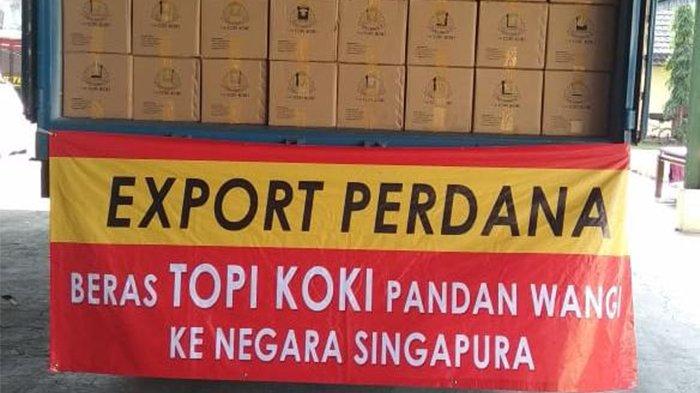 EXPORT PERDANA
BERAS TOPI KOKI PANDAN WANGI
KE NEGARA SINGAPURA